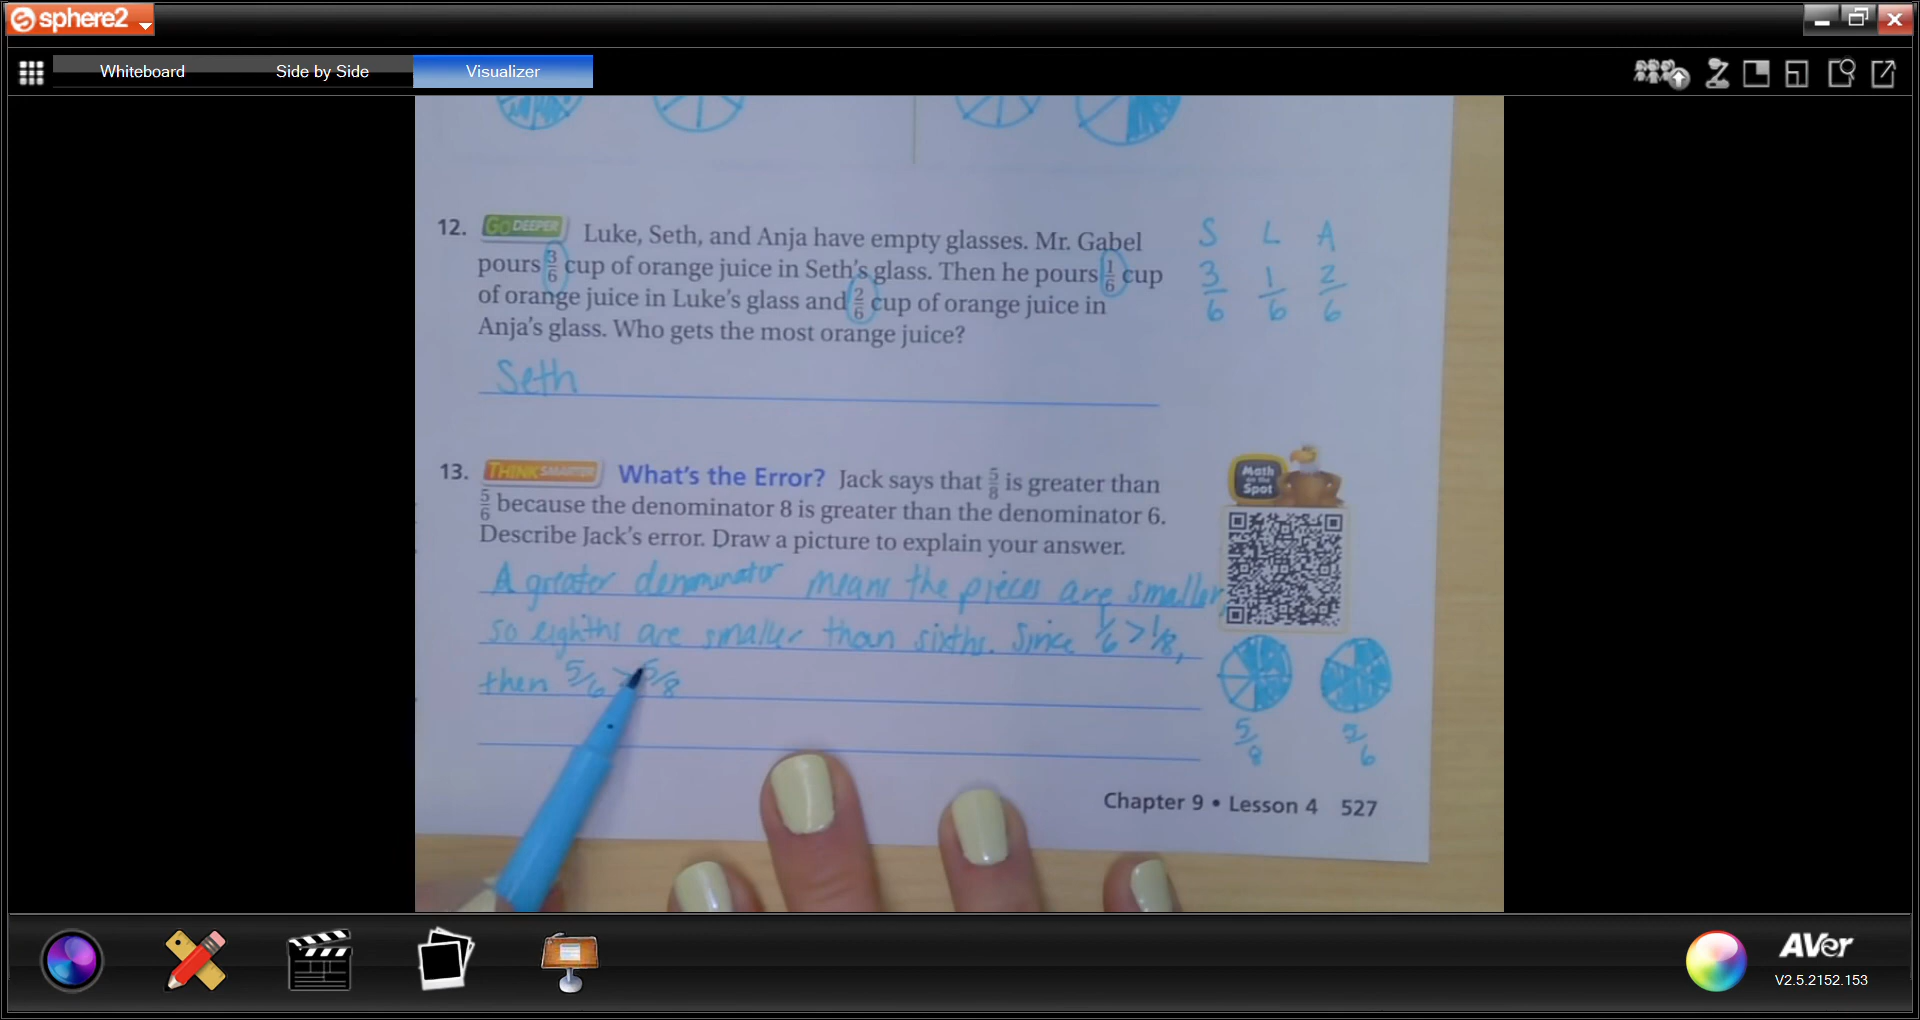 sphere2
Whiteboard Side by Side Visualizer
12. GO DEEPER Luke, Seth, and Anja have empty glasses. Mr. Gabel
pours 3/6 cup of orange juice in Seth's glass. Then he pours 1/6 cup
of orange juice in Luke's glass and 2/6 cup of orange juice in
Anja's glass. Who gets the most orange juice?
S L A
3/6 1/6 2/6
Seth
13. THINK SMARTER What's the Error? Jack says that 5/8 is greater than
5/6 because the denominator 8 is greater than the denominator 6.
Describe Jack's error. Draw a picture to explain your answer.
Math
on the
Spot
A greater denominator means the pieces are smaller,
so eighths are smaller than sixths. Since 1/6 > 1/8,
then 5/6 > 5/8
5/8 5/6
Chapter 9 • Lesson 4 527
AVer
V2.5.2152.153